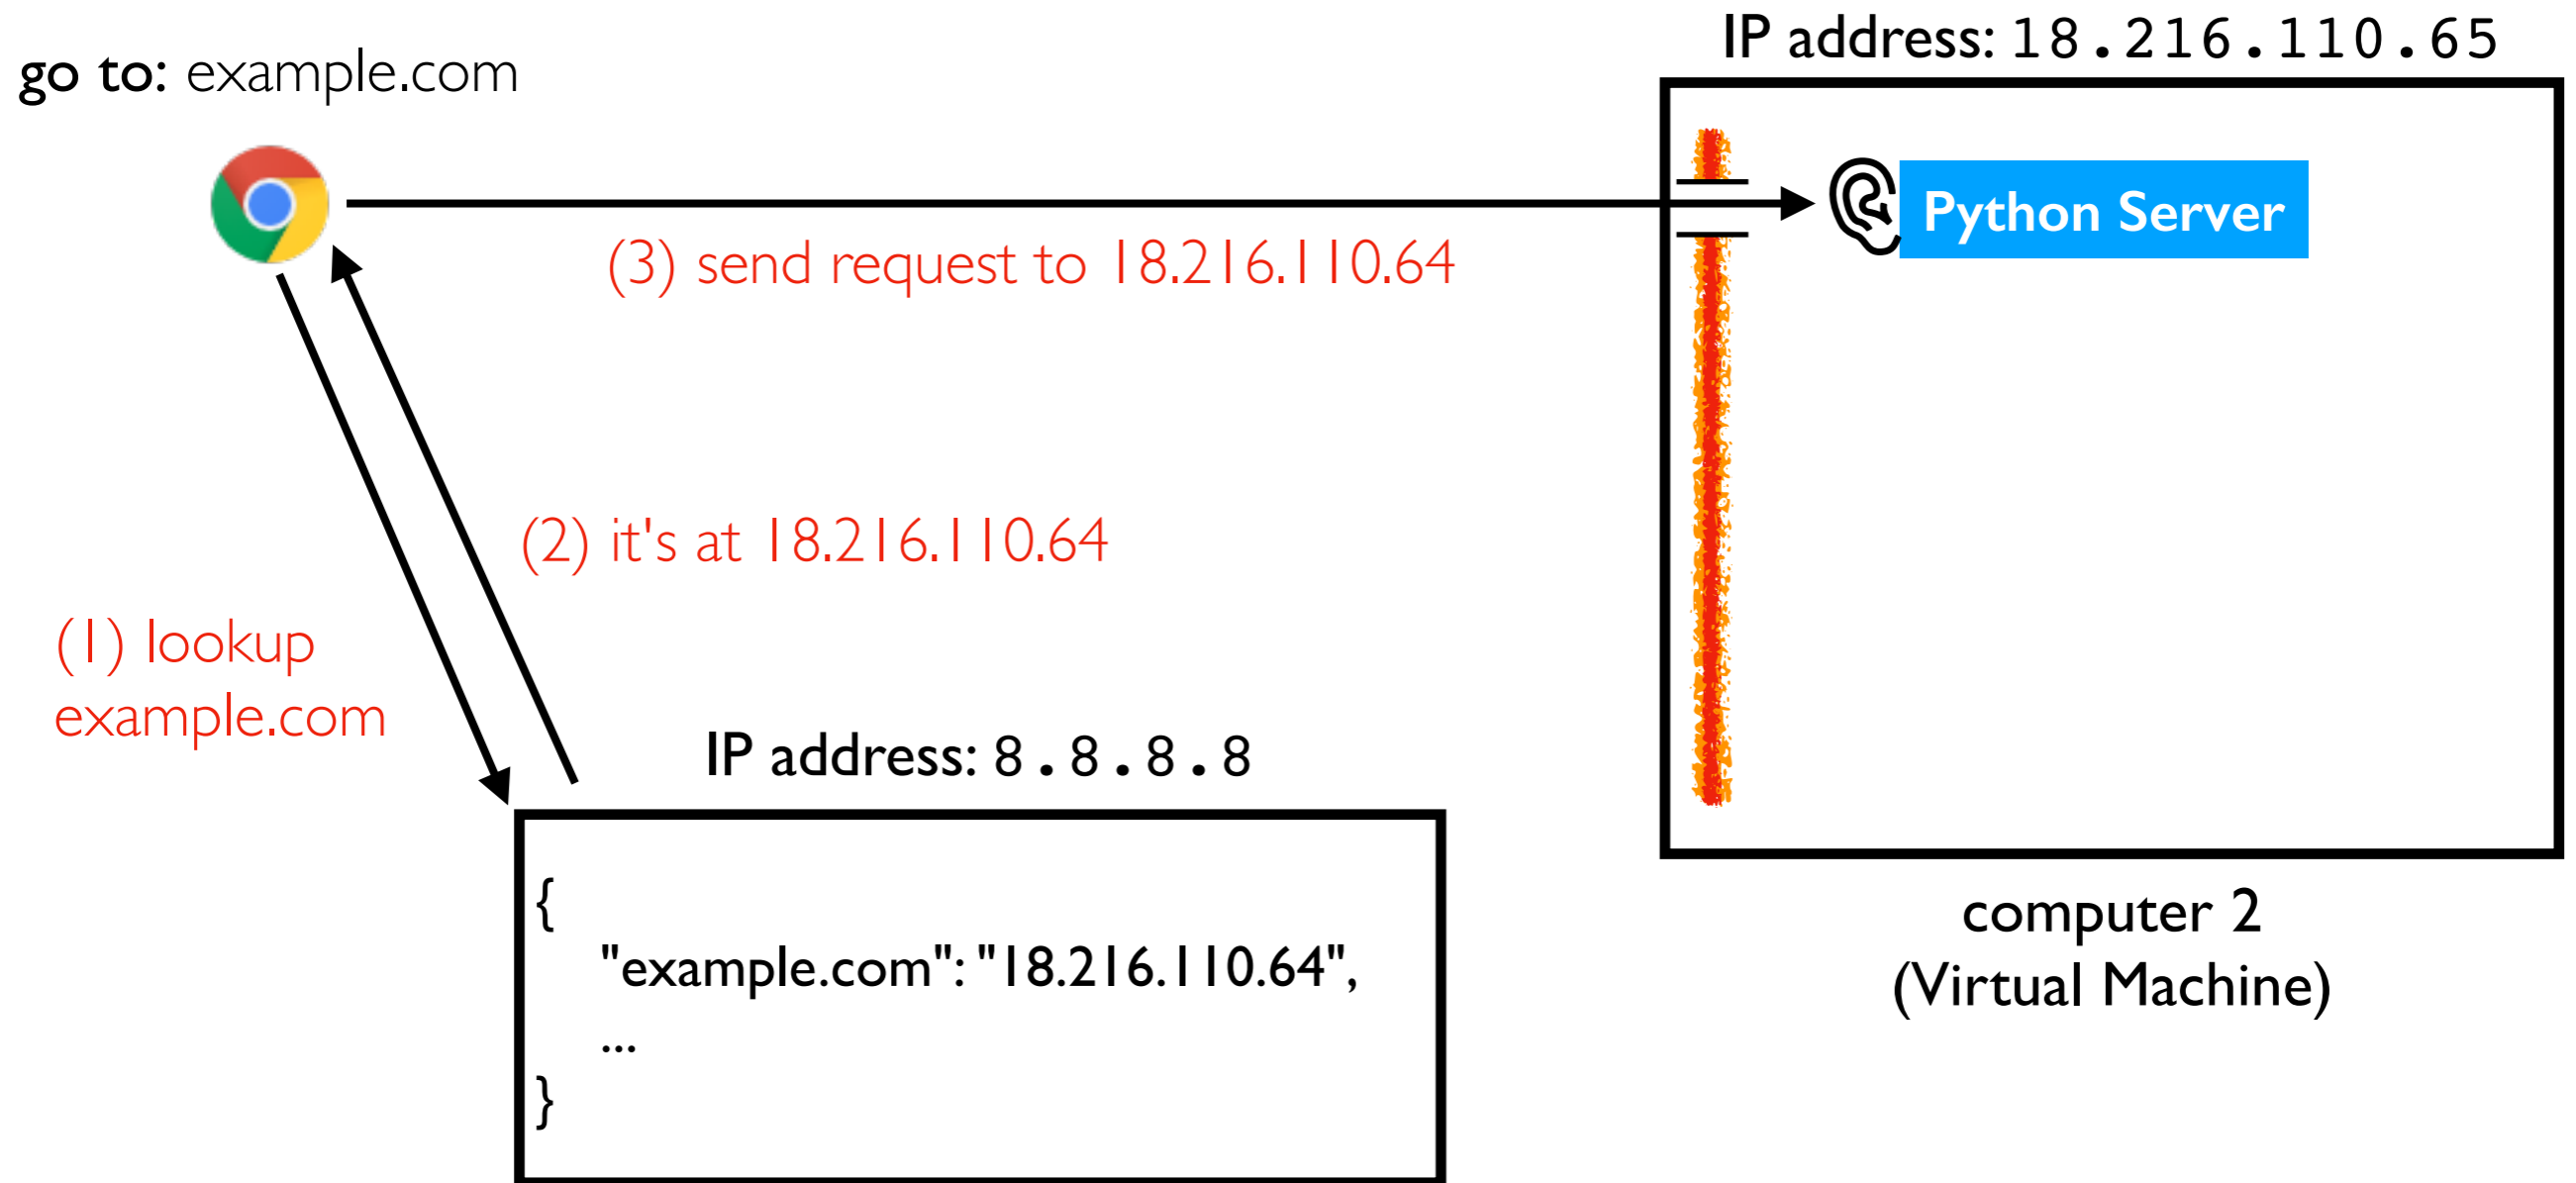 go to: example.com
IP address: 18.216.110.65
Python Server
(3) send request to 18.216.110.64
(2) it's at 18.216.110.64
(1) lookup
example.com
IP address: 8.8.8.8
{
"example.com": "18.216.110.64",
...
}
computer 2
(Virtual Machine)